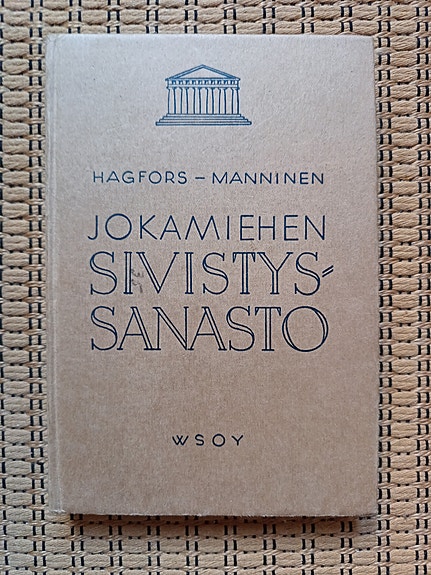 HAGFORS – MANNINEN
JOKAMIEHEN
SIVISTYS-
SANASTO
WSOY